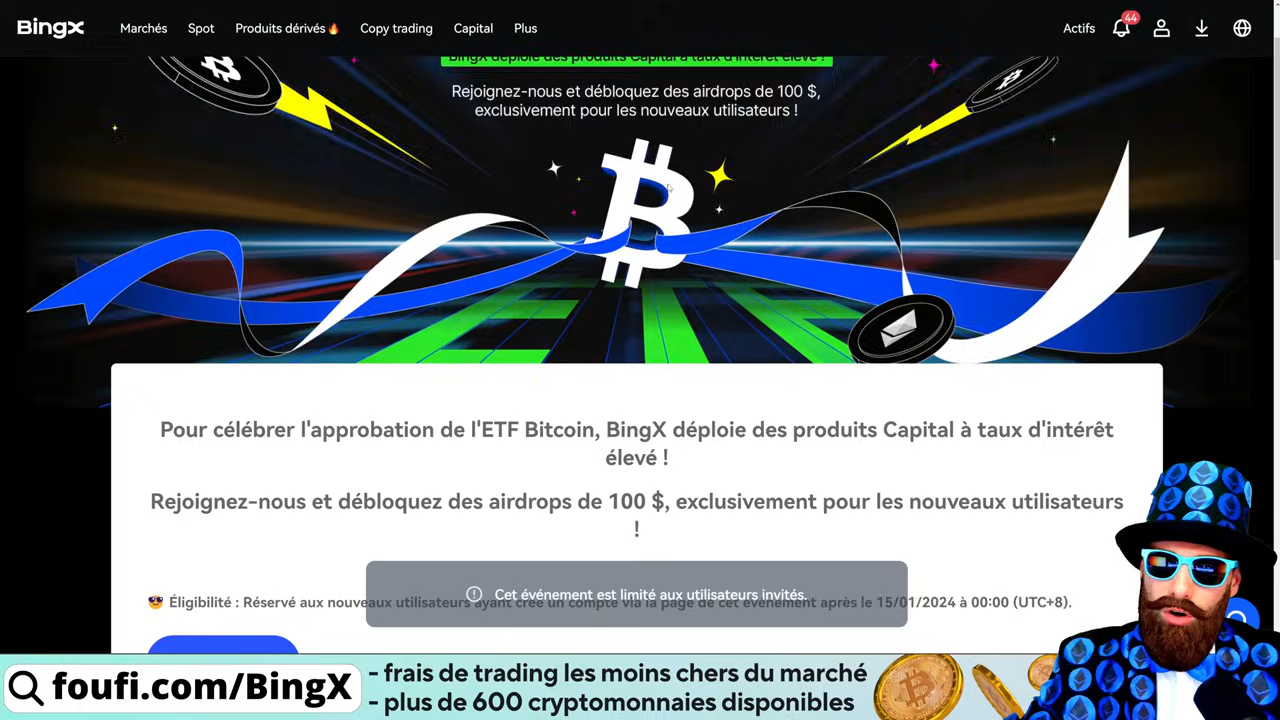 BingX Marchés Spot Produits dérivés🔥 Copy trading Capital Plus Actifs 44
BingX déploie des produits Capital à taux d'intérêt élevé !
Rejoignez-nous et débloquez des airdrops de 100 $,
exclusivement pour les nouveaux utilisateurs !
Pour célébrer l'approbation de l'ETF Bitcoin, BingX déploie des produits Capital à taux d'intérêt
élevé !
Rejoignez-nous et débloquez des airdrops de 100 $, exclusivement pour les nouveaux utilisateurs
!
Cet événement est limité aux utilisateurs invités.
😎 Éligibilité : Réservé aux nouveaux utilisateurs ayant créé un compte via la page de cet événement après le 15/01/2024 à 00:00 (UTC+8).
foufi.com/BingX
- frais de trading les moins chers du marché
- plus de 600 cryptomonnaies disponibles